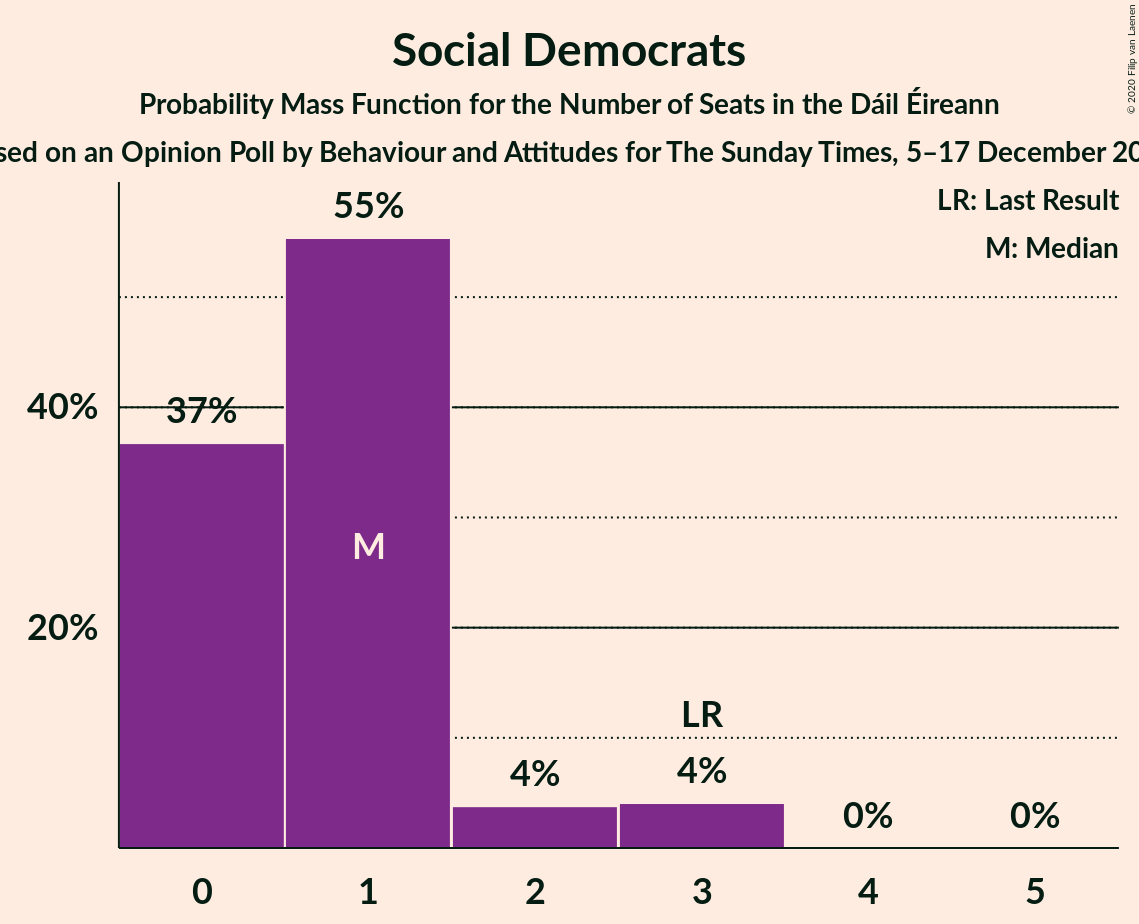 Social Democrats
Probability Mass Function for the Number of Seats in the Dáil Éireann
sed on an Opinion Poll by Behaviour and Attitudes for The Sunday Times, 5–17 December 20
© 2020 Filip van Laenen
LR: Last Result
M: Median
55%
40%
37%
M
20%
LR
4%
4%
0%
0%
0
1
2
3
4
5